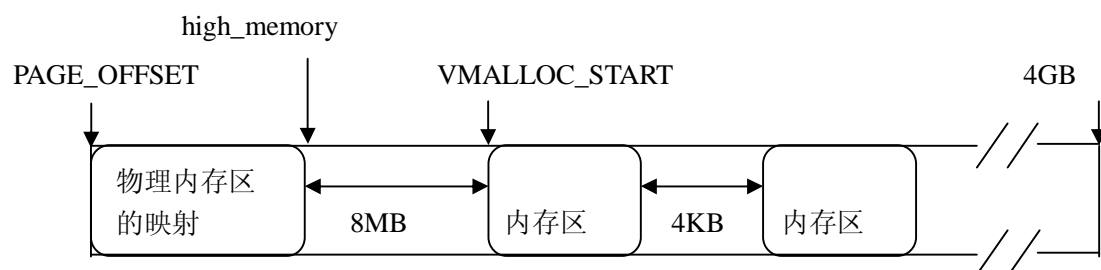 high_memory
PAGE_OFFSET
VMALLOC_START
4GB
物理内存区
的映射
8MB
内存区
4KB
内存区